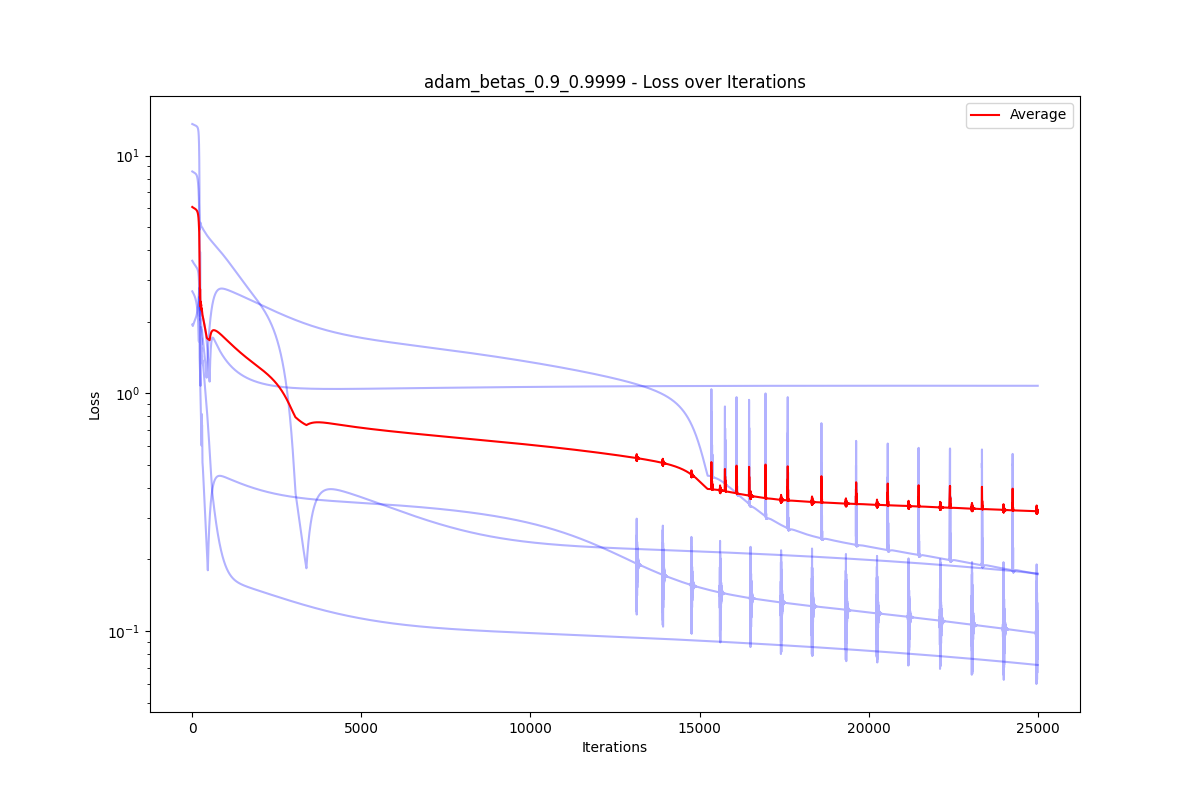 adam_betas_0.9_0.9999 - Loss over Iterations
Average
10¹
10⁰
10⁻¹
Loss
0 5000 10000 15000 20000 25000
Iterations